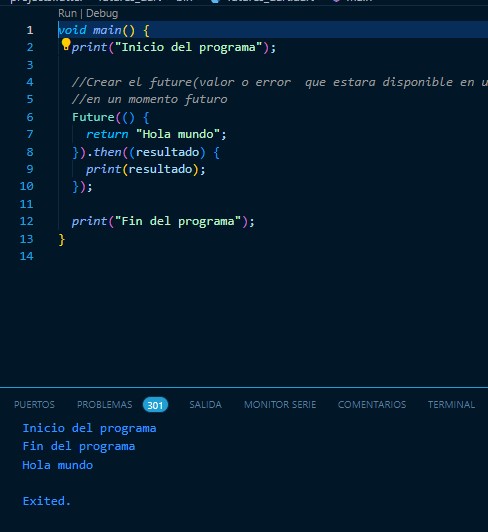 Run | Debug
1 void main() {
2 print("Inicio del programa");
3
4 //Crear el future(valor o error que estara disponible en u
5 //en un momento futuro
6 Future(() {
7 return "Hola mundo";
8 }).then((resultado) {
9 print(resultado);
10 });
11
12 print("Fin del programa");
13 }
14
PUERTOS PROBLEMAS 301 SALIDA MONITOR SERIE COMENTARIOS TERMINAL
Inicio del programa
Fin del programa
Hola mundo
Exited.